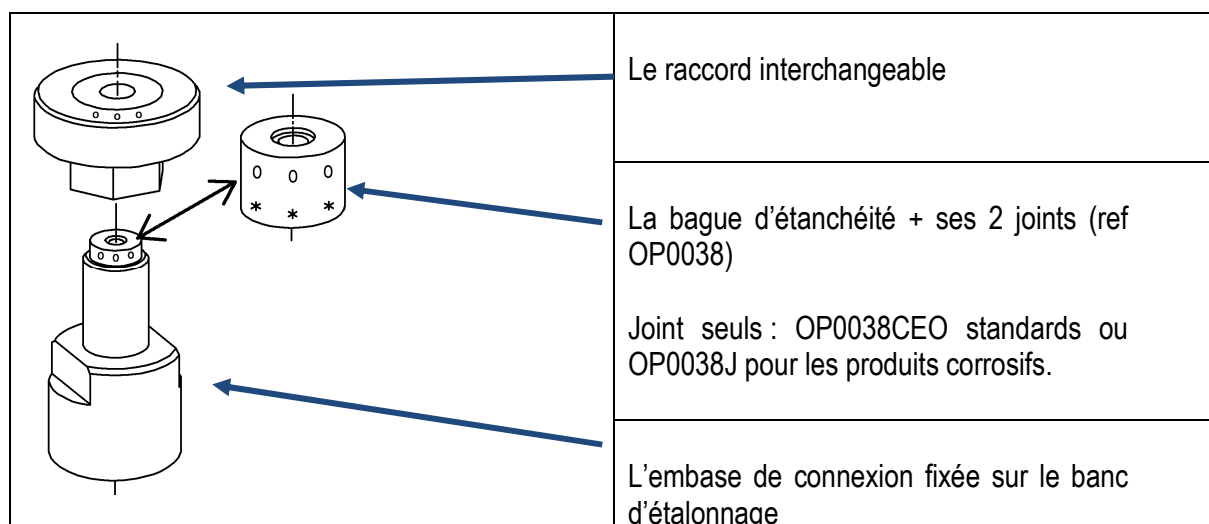 Le raccord interchangeable
La bague d'étanchéité + ses 2 joints (ref
OP0038)
Joint seuls : OP0038CEO standards ou
OP0038J pour les produits corrosifs.
L'embase de connexion fixée sur le banc
d'étalonnage